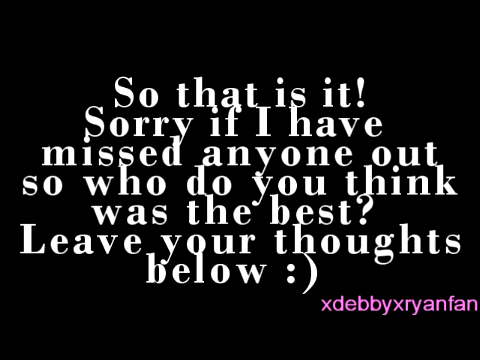 So that is it!
Sorry if I have
missed anyone out
so who do you think
was the best?
Leave your thoughts
below :)
xdebbyxryanfan